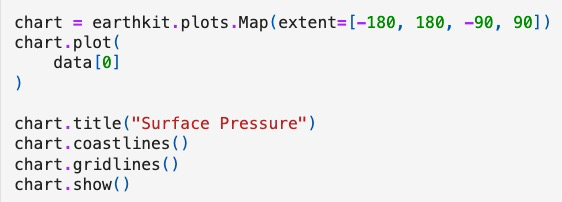 chart = earthkit.plots.Map(extent=[-180, 180, -90, 90])
chart.plot(
    data[0]
)

chart.title("Surface Pressure")
chart.coastlines()
chart.gridlines()
chart.show()